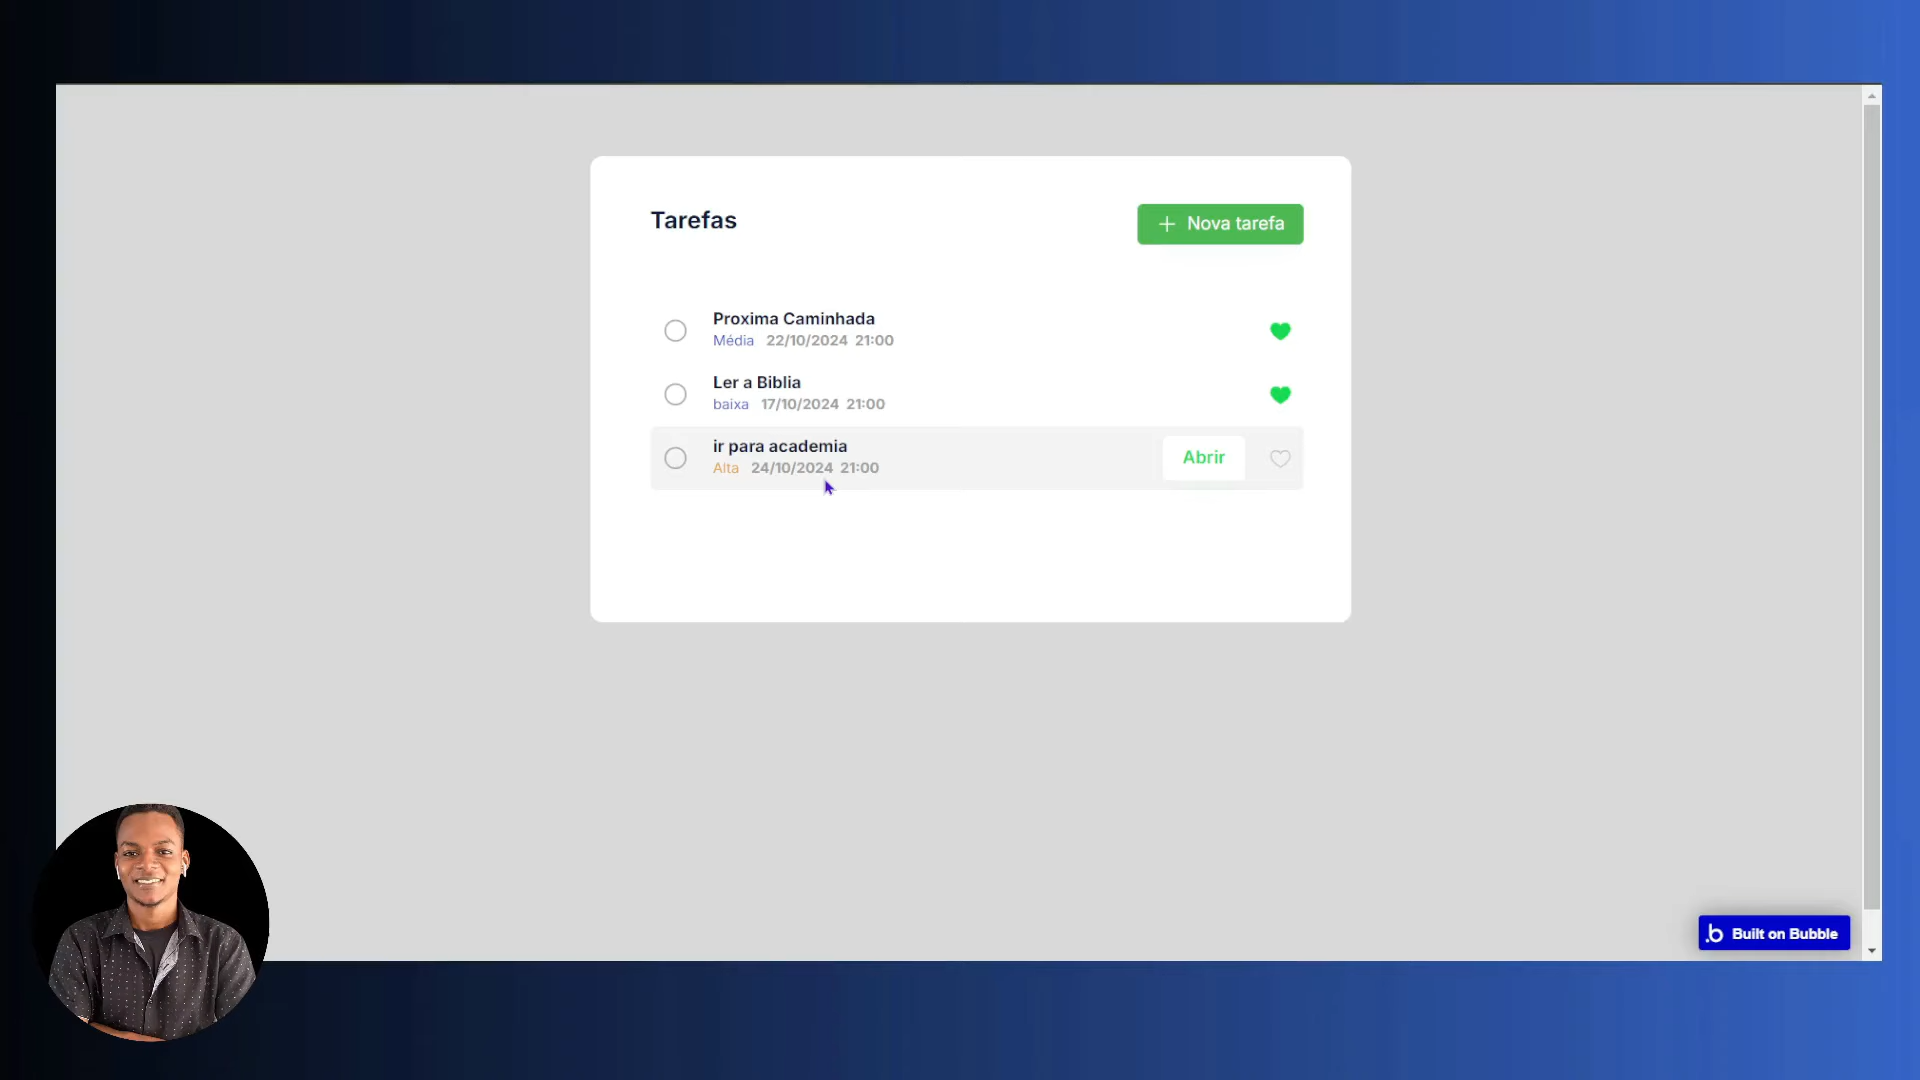 Tarefas
Nova tarefa
Proxima Caminhada
Média 22/10/2024 21:00
Ler a Biblia
baixa 17/10/2024 21:00
ir para academia
Alta 24/10/2024 21:00
Abrir
Built on Bubble